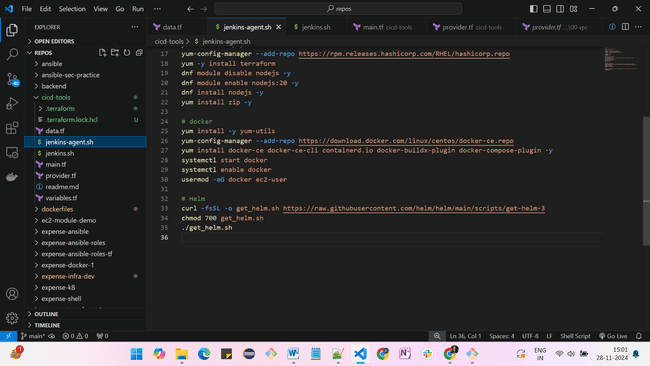 File Edit Selection View Go Run ··· repos
EXPLORER ···
data.tf
jenkins-agent.sh
jenkins.sh
main.tf cicd-tools
provider.tf cicd-tools
provider.tf ...\00-vpc
cicd-tools > $ jenkins-agent.sh
OPEN EDITORS
REPOS
ansible
ansible-sec-practice
backend
cicd-tools
.terraform
.terraform.lock.hcl U
data.tf
$ jenkins-agent.sh
$ jenkins.sh
main.tf
provider.tf
readme.md
variables.tf
dockerfiles
ec2-module-demo
expense-ansible
expense-ansible-roles
expense-ansible-roles-tf
expense-docker-1
expense-infra-dev
expense-k8
expense-shell
OUTLINE
TIMELINE
40
17 yum-config-manager --add-repo https://rpm.releases.hashicorp.com/RHEL/hashicorp.repo
18 yum -y install terraform
19 dnf module disable nodejs -y
20 dnf module enable nodejs:20 -y
21 dnf install nodejs -y
22 yum install zip -y
23
24 # docker
25 yum install -y yum-utils
26 yum-config-manager --add-repo https://download.docker.com/linux/centos/docker-ce.repo
27 yum install docker-ce docker-ce-cli containerd.io docker-buildx-plugin docker-compose-plugin -y
28 systemctl start docker
29 systemctl enable docker
30 usermod -aG docker ec2-user
31
32 # Helm
33 curl -fsSL -o get_helm.sh https://raw.githubusercontent.com/helm/helm/main/scripts/get-helm-3
34 chmod 700 get_helm.sh
35 ./get_helm.sh
36
main* 0 0 0 Ln 36, Col 1 Spaces: 4 UTF-8 LF Shell Script Go Live
ENG
IN
15:01
28-11-2024